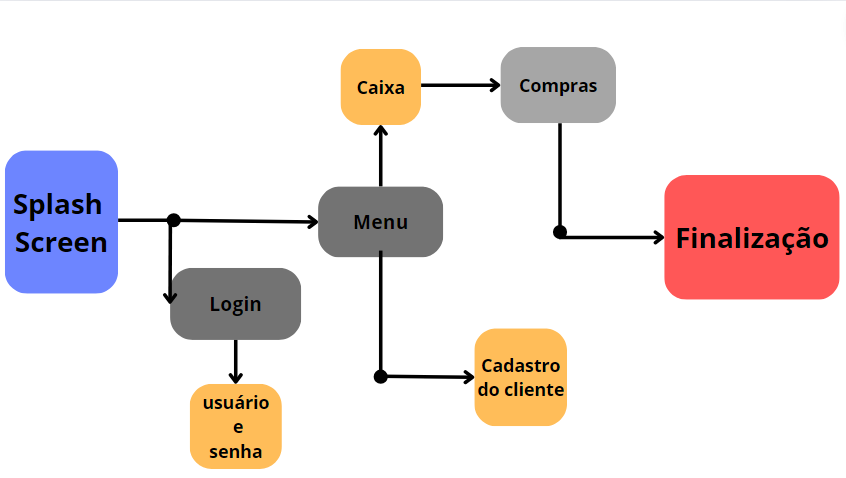 Splash
Screen
Login
usuário
e
senha
Menu
Caixa
Compras
Cadastro
do cliente
Finalização